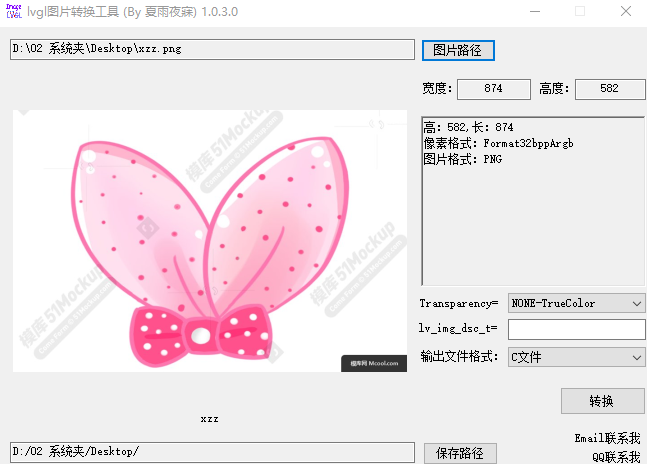 Image
LVGL
lvgl图片转换工具 (By 夏雨夜寐) 1.0.3.0
D:\02 系统夹\Desktop\xzz.png
图片路径
宽度: 874 高度: 582
高: 582,长: 874
像素格式: Format32bppArgb
图片格式: PNG
模库 51Mockup
Come From 51Mockup
模库 51Mockup
模库 51Mockup
模库网 Mcool.com
Transparency= NONE-TrueColor
lv_img_dsc_t=
输出文件格式: C文件
转换
xzz
Email联系我
D:/02 系统夹/Desktop/
保存路径
QQ联系我